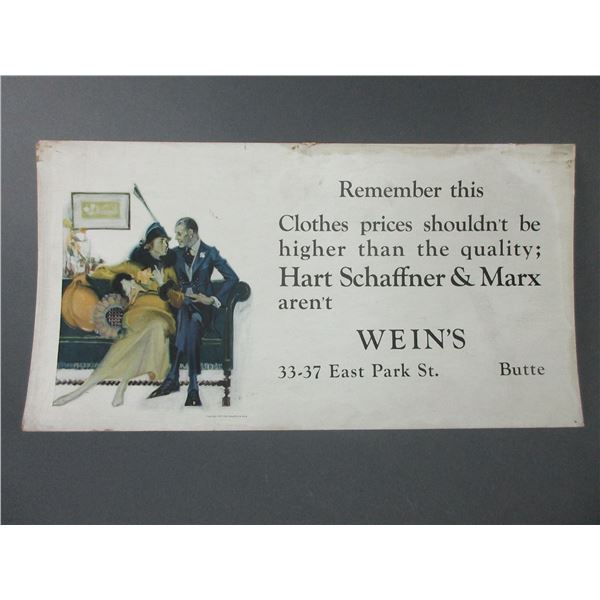 Remember this
Clothes prices shouldn't be
higher than the quality;
Hart Schaffner & Marx
aren't
WEIN'S
33-37 East Park St. Butte